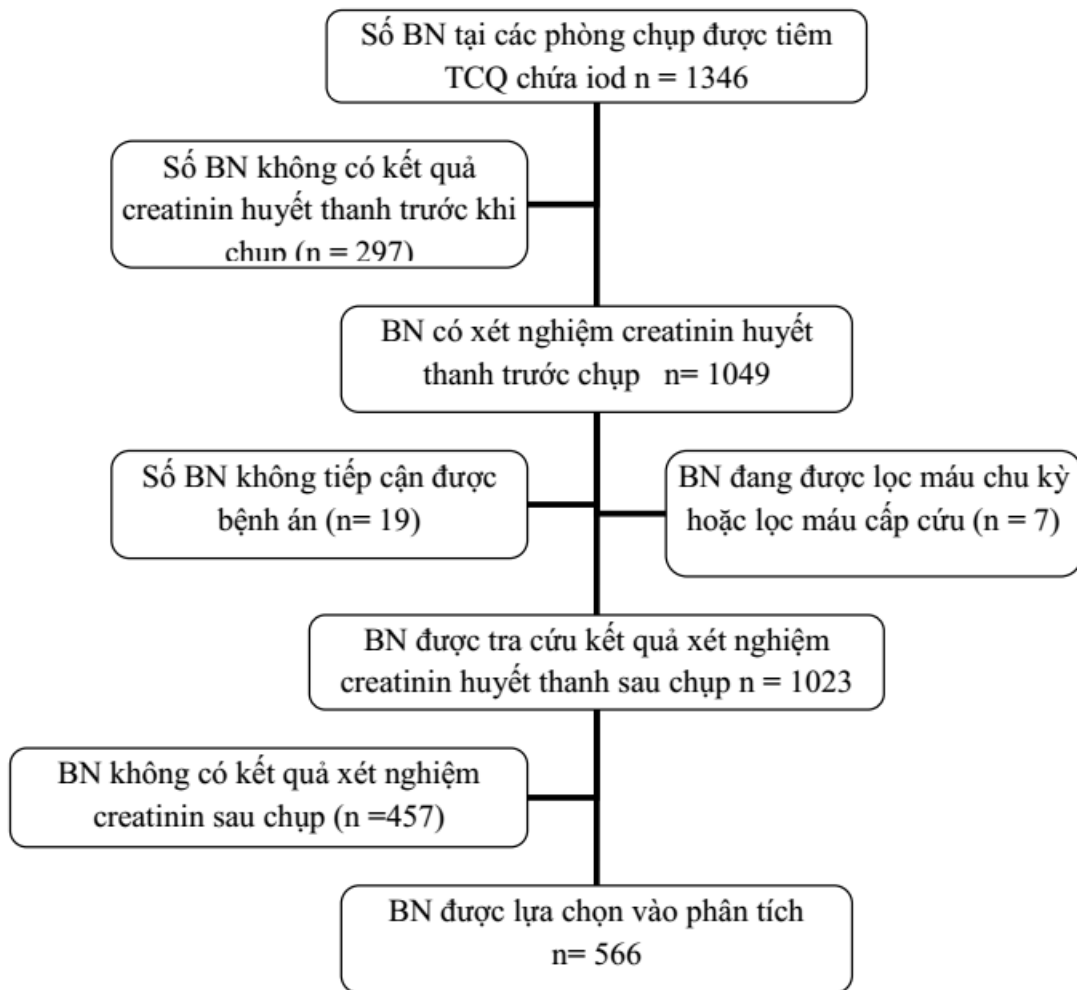 Số BN tại các phòng chụp được tiêm
TCQ chứa iod n = 1346
Số BN không có kết quả
creatinin huyết thanh trước khi
chụp (n = 297)
BN có xét nghiệm creatinin huyết
thanh trước chụp n= 1049
Số BN không tiếp cận được
bệnh án (n= 19)
BN đang được lọc máu chu kỳ
hoặc lọc máu cấp cứu (n = 7)
BN được tra cứu kết quả xét nghiệm
creatinin huyết thanh sau chụp n = 1023
BN không có kết quả xét nghiệm
creatinin sau chụp (n =457)
BN được lựa chọn vào phân tích
n= 566